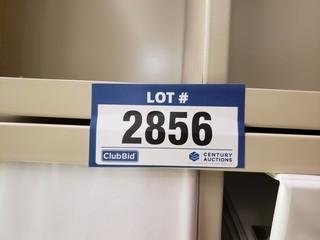 LOT #
2856
ClubBid
CENTURY
AUCTIONS